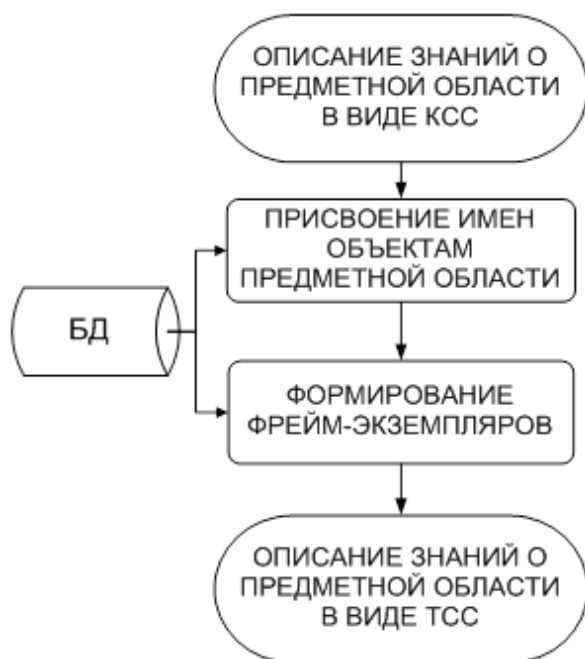 ОПИСАНИЕ ЗНАНИЙ О
ПРЕДМЕТНОЙ ОБЛАСТИ
В ВИДЕ КСС
ПРИСВОЕНИЕ ИМЕН
ОБЪЕКТАМ
ПРЕДМЕТНОЙ ОБЛАСТИ
БД
ФОРМИРОВАНИЕ
ФРЕЙМ-ЭКЗЕМПЛЯРОВ
ОПИСАНИЕ ЗНАНИЙ О
ПРЕДМЕТНОЙ ОБЛАСТИ
В ВИДЕ ТСС